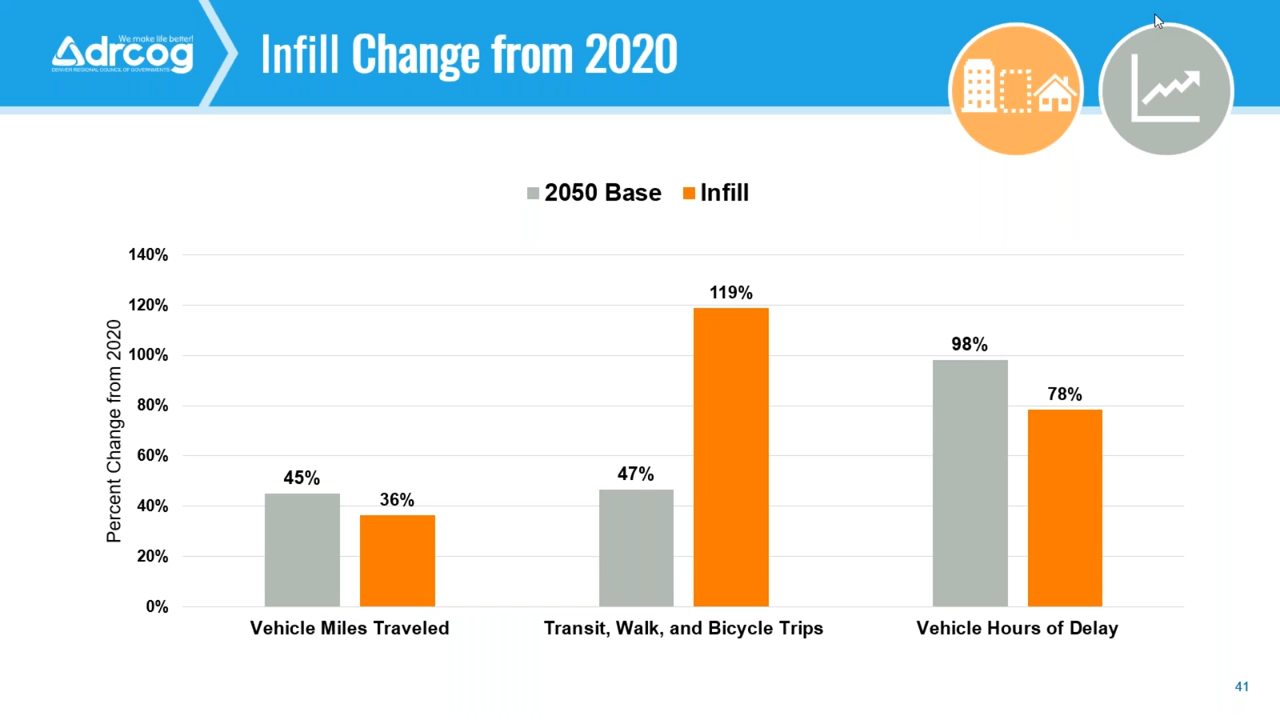 We make life better!
drcog
DENVER REGIONAL COUNCIL OF GOVERNMENTS
Infill Change from 2020
2050 Base Infill
Percent Change from 2020
140%
120%
100%
80%
60%
40%
20%
0%
45%
36%
47%
119%
98%
78%
Vehicle Miles Traveled
Transit, Walk, and Bicycle Trips
Vehicle Hours of Delay
41